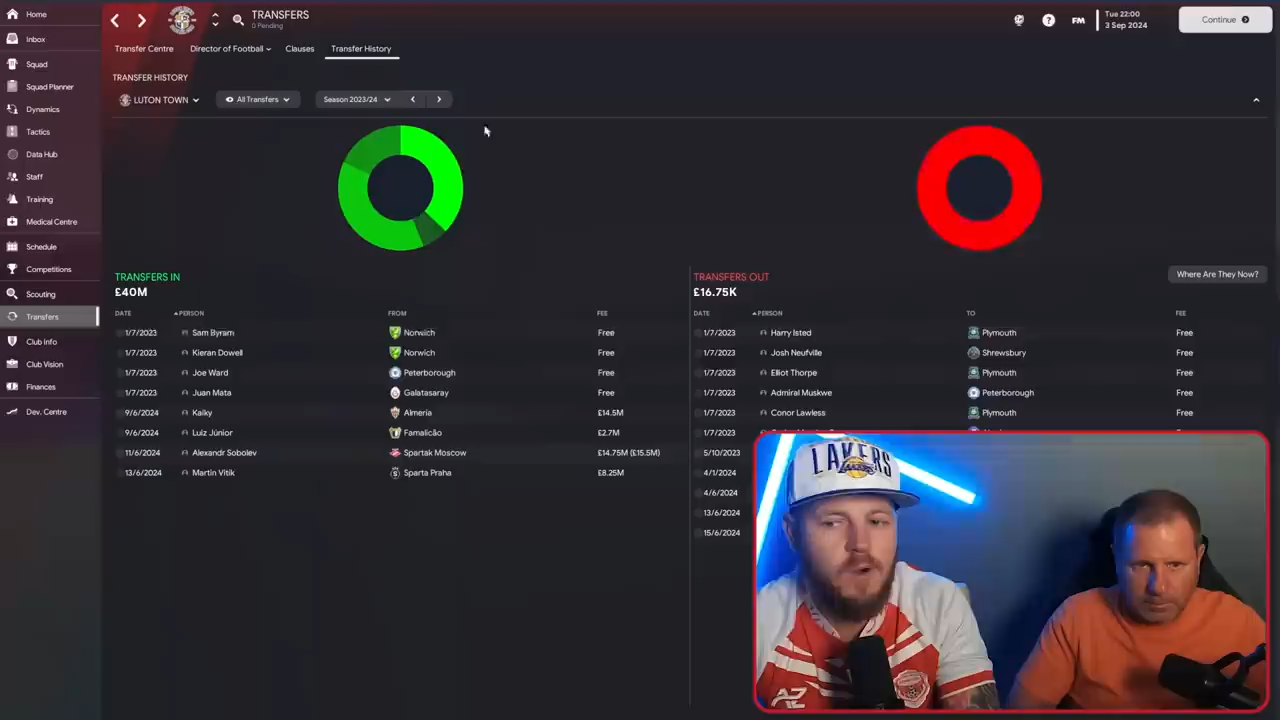 Home
TRANSFERS
0 Pending
FM
Tue 22:00
3 Sep 2024
Continue
Inbox
Squad
Squad Planner
Dynamics
Tactics
Data Hub
Staff
Training
Medical Centre
Schedule
Competitions
Scouting
Transfers
Club Info
Club Vision
Finances
Dev. Centre
Transfer Centre Director of Football Clauses Transfer History
TRANSFER HISTORY
LUTON TOWN All Transfers Season 2023/24
TRANSFERS IN
£40M
DATE PERSON FROM FEE
1/7/2023 Sam Byram Norwich Free
1/7/2023 Kieran Dowell Norwich Free
1/7/2023 Joe Ward Peterborough Free
1/7/2023 Juan Mata Galatasaray Free
9/6/2024 Kaiky Almería £14.5M
9/6/2024 Luiz Júnior Famalicão £2.7M
11/6/2024 Alexandr Sobolev Spartak Moscow £14.75M (£15.5M)
13/6/2024 Martin Vitík Sparta Praha £8.25M
TRANSFERS OUT
£16.75K
Where Are They Now?
DATE PERSON TO FEE
1/7/2023 Harry Isted Plymouth Free
1/7/2023 Josh Neufville Shrewsbury Free
1/7/2023 Elliot Thorpe Plymouth Free
1/7/2023 Admiral Muskwe Peterborough Free
1/7/2023 Conor Lawless Plymouth Free
1/7/2023
5/10/2023
4/1/2024
4/6/2024
13/6/2024
15/6/2024
LAKERS